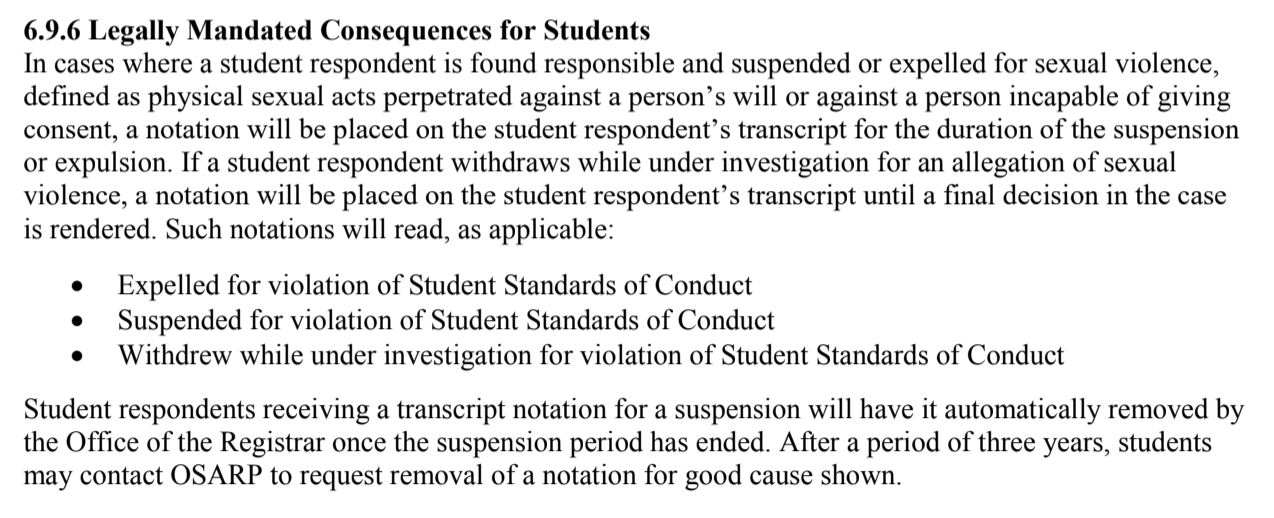 6.9.6 Legally Mandated Consequences for Students
In cases where a student respondent is found responsible and suspended or expelled for sexual violence,
defined as physical sexual acts perpetrated against a person’s will or against a person incapable of giving
consent, a notation will be placed on the student respondent’s transcript for the duration of the suspension
or expulsion. If a student respondent withdraws while under investigation for an allegation of sexual
violence, a notation will be placed on the student respondent’s transcript until a final decision in the case
is rendered. Such notations will read, as applicable:
• Expelled for violation of Student Standards of Conduct
• Suspended for violation of Student Standards of Conduct
• Withdrew while under investigation for violation of Student Standards of Conduct
Student respondents receiving a transcript notation for a suspension will have it automatically removed by
the Office of the Registrar once the suspension period has ended. After a period of three years, students
may contact OSARP to request removal of a notation for good cause shown.